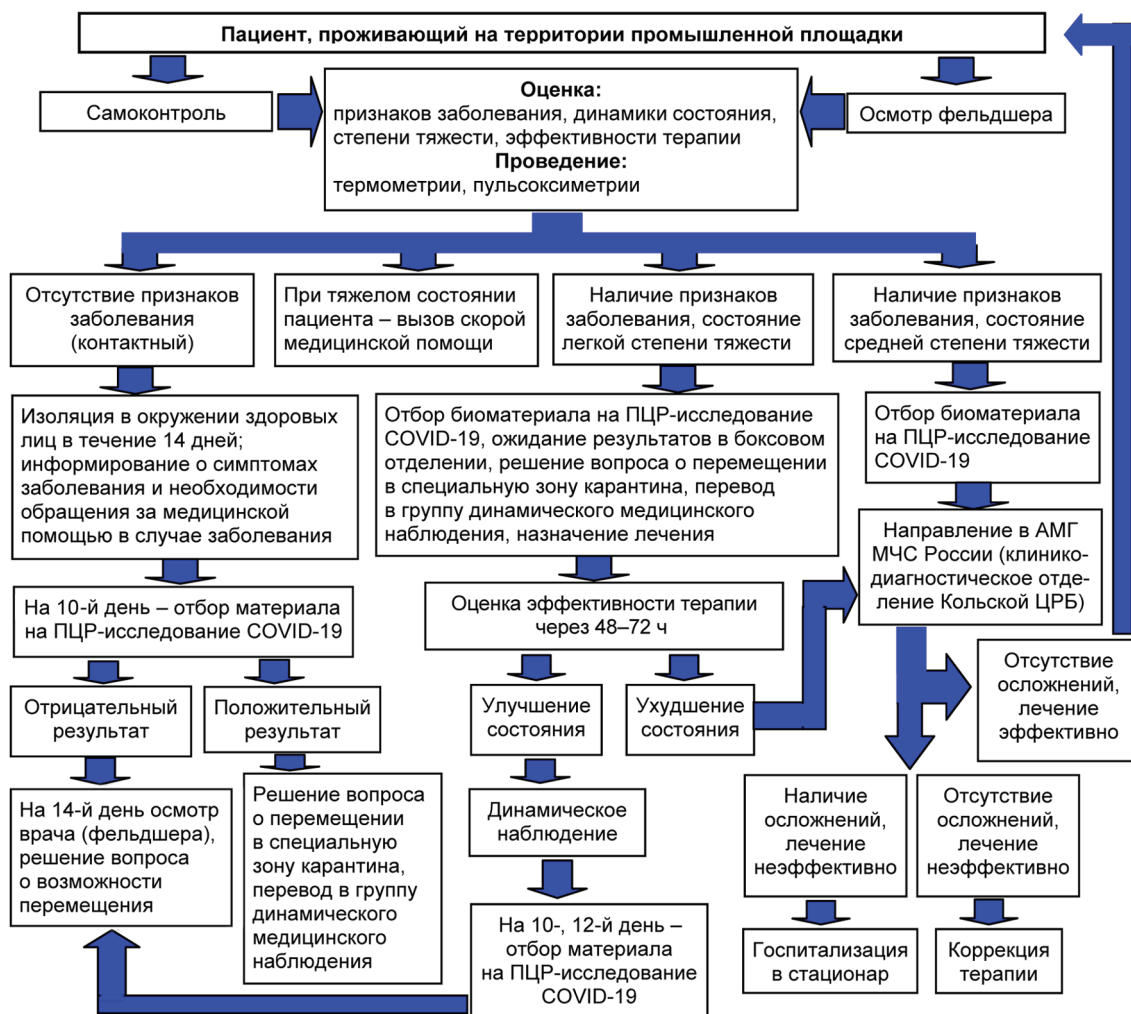 Пациент, проживающий на территории промышленной площадки
Самоконтроль
Оценка:
признаков заболевания, динамики состояния,
степени тяжести, эффективности терапии
Проведение:
термометрии, пульсоксиметрии
Осмотр фельдшера
Отсутствие признаков
заболевания
(контактный)
При тяжелом состоянии
пациента – вызов скорой
медицинской помощи
Наличие признаков
заболевания, состояние
легкой степени тяжести
Наличие признаков
заболевания, состояние
средней степени тяжести
Изоляция в окружении здоровых
лиц в течение 14 дней;
информирование о симптомах
заболевания и необходимости
обращения за медицинской
помощью в случае заболевания
Отбор биоматериала на ПЦР-исследование
COVID-19, ожидание результатов в боксовом
отделении, решение вопроса о перемещении
в специальную зону карантина, перевод
в группу динамического медицинского
наблюдения, назначение лечения
Отбор биоматериала
на ПЦР-исследование
COVID-19
Направление в АМГ
МЧС России (клинико-
диагностическое отде-
ление Кольской ЦРБ)
На 10-й день – отбор материала
на ПЦР-исследование COVID-19
Оценка эффективности терапии
через 48–72 ч
Отрицательный
результат
Положительный
результат
Улучшение
состояния
Ухудшение
состояния
Отсутствие
осложнений,
лечение
эффективно
На 14-й день осмотр
врача (фельдшера),
решение вопроса
о возможности
перемещения
Решение вопроса
о перемещении
в специальную
зону карантина,
перевод в группу
динамического
медицинского
наблюдения
Динамическое
наблюдение
Наличие
осложнений,
лечение
неэффективно
Отсутствие
осложнений,
лечение
неэффективно
На 10-, 12-й день –
отбор материала
на ПЦР-исследование
COVID-19
Госпитализация
в стационар
Коррекция
терапии